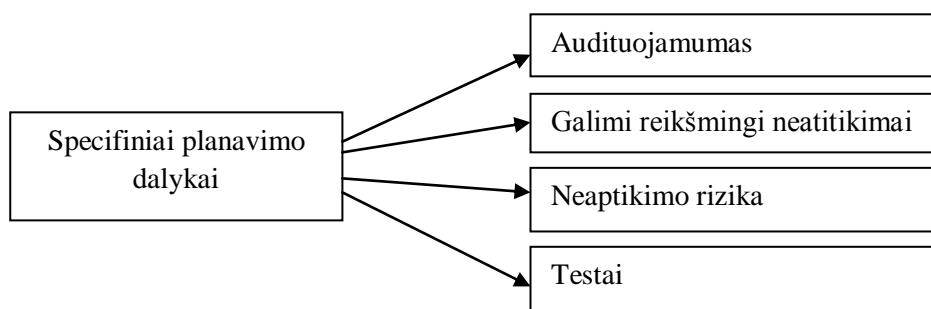 Audituojamumas
Specifiniai planavimo
dalykai
Galimi reikšmingi neatitikimai
Neaptikimo rizika
Testai